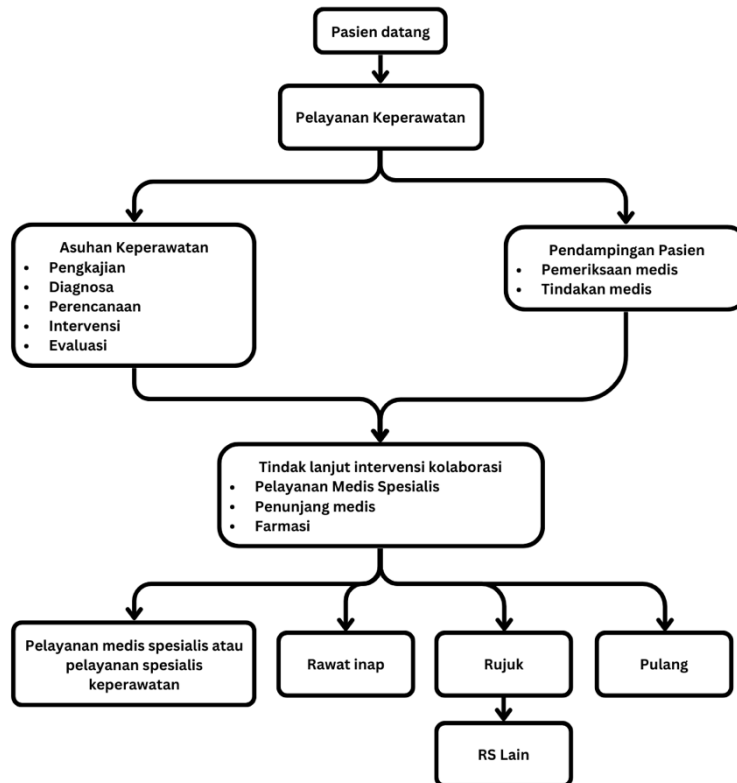 Pasien datang
Pelayanan Keperawatan
Asuhan Keperawatan
• Pengkajian
• Diagnosa
• Perencanaan
• Intervensi
• Evaluasi
Pendampingan Pasien
• Pemeriksaan medis
• Tindakan medis
Tindak lanjut intervensi kolaborasi
• Pelayanan Medis Spesialis
• Penunjang medis
• Farmasi
Pelayanan medis spesialis atau
pelayanan spesialis
keperawatan
Rawat inap
Rujuk
Pulang
RS Lain